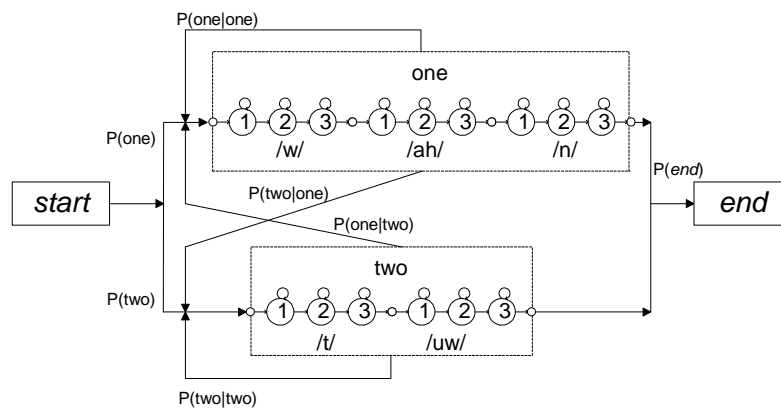 P(one|one)
one
1 2 3 1 2 3 1 2 3
P(one)
/w/ /ah/ /n/
P(end)
P(two|one)
start
end
P(one|two)
two
P(two)
1 2 3 1 2 3
/t/ /uw/
P(two|two)